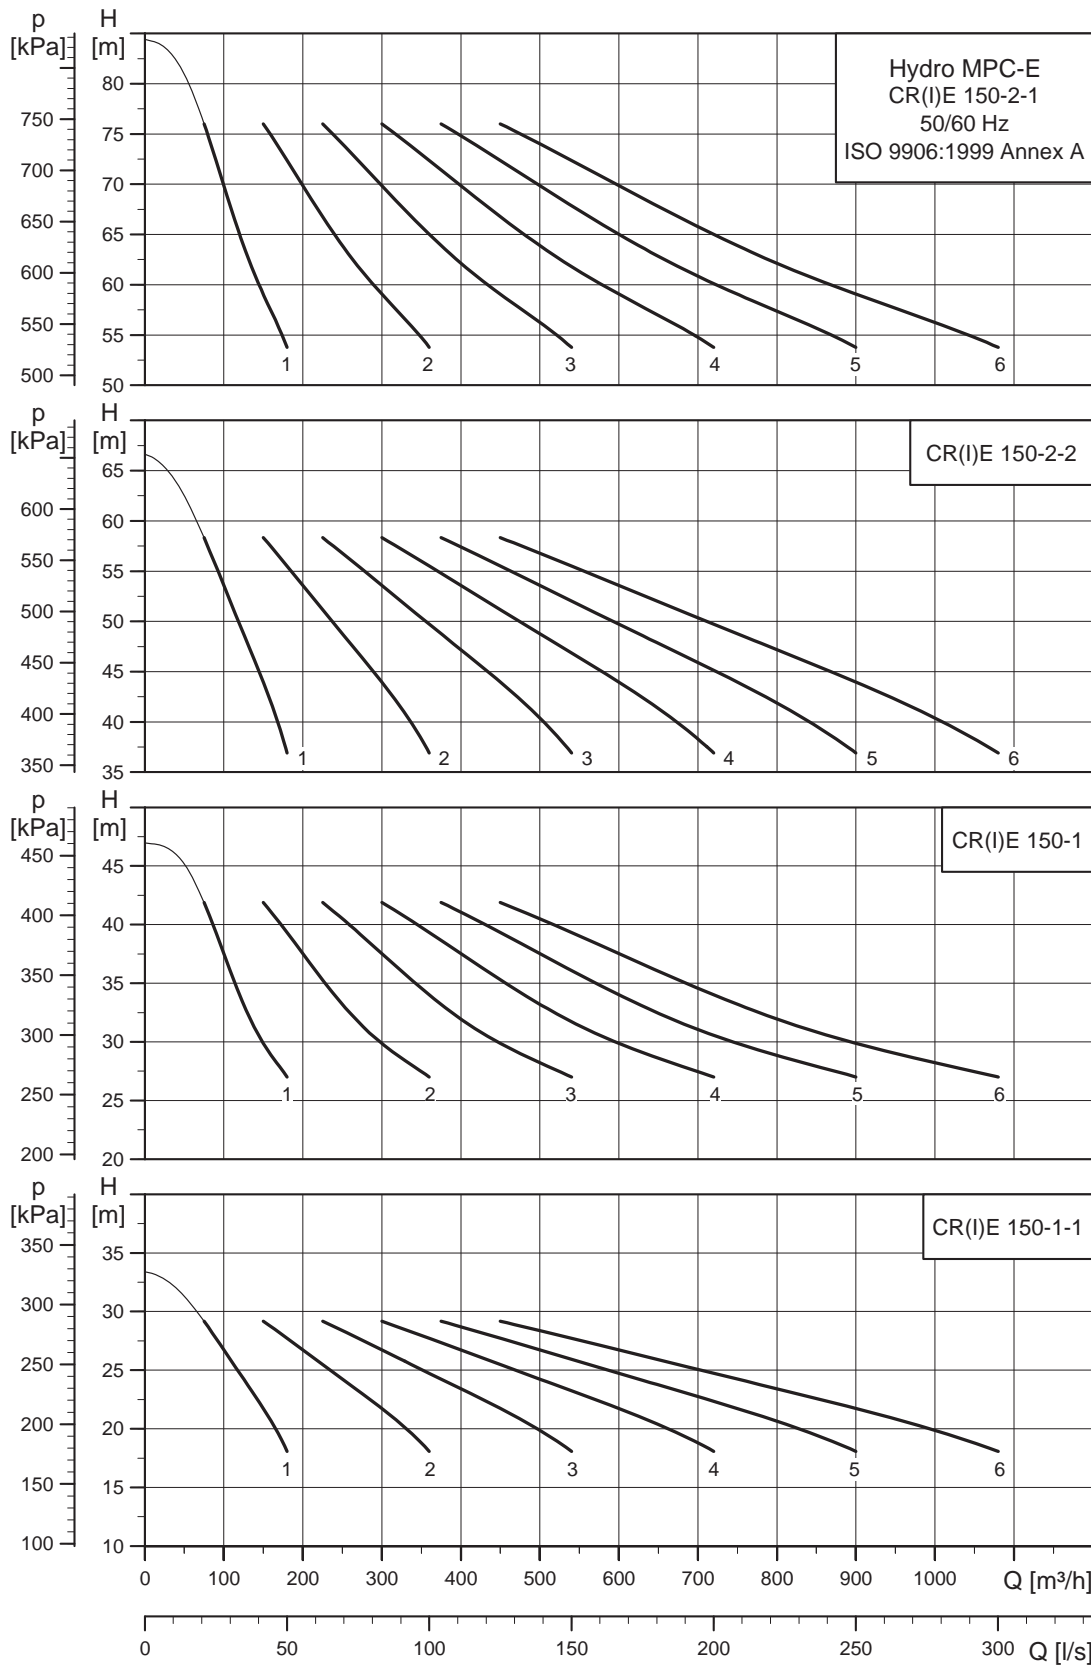 p H
[kPa] [m]
Hydro MPC-E
CR(I)E 150-2-1
50/60 Hz
ISO 9906:1999 Annex A
80
750
75
700
70
650
65
600
60
550
55
500
50
1 2 3 4 5 6
p H
[kPa] [m]
CR(I)E 150-2-2
65
600
60
550
55
500
50
450
45
400
40
350
35
1 2 3 4 5 6
p H
[kPa] [m]
CR(I)E 150-1
450
45
400
40
350
35
300
30
250
25
200
20
1 2 3 4 5 6
p H
[kPa] [m]
CR(I)E 150-1-1
350
35
300
30
250
25
200
20
150
15
100
10
1 2 3 4 5 6
0 100 200 300 400 500 600 700 800 900 1000 Q [m³/h]
0 50 100 150 200 250 300 Q [l/s]